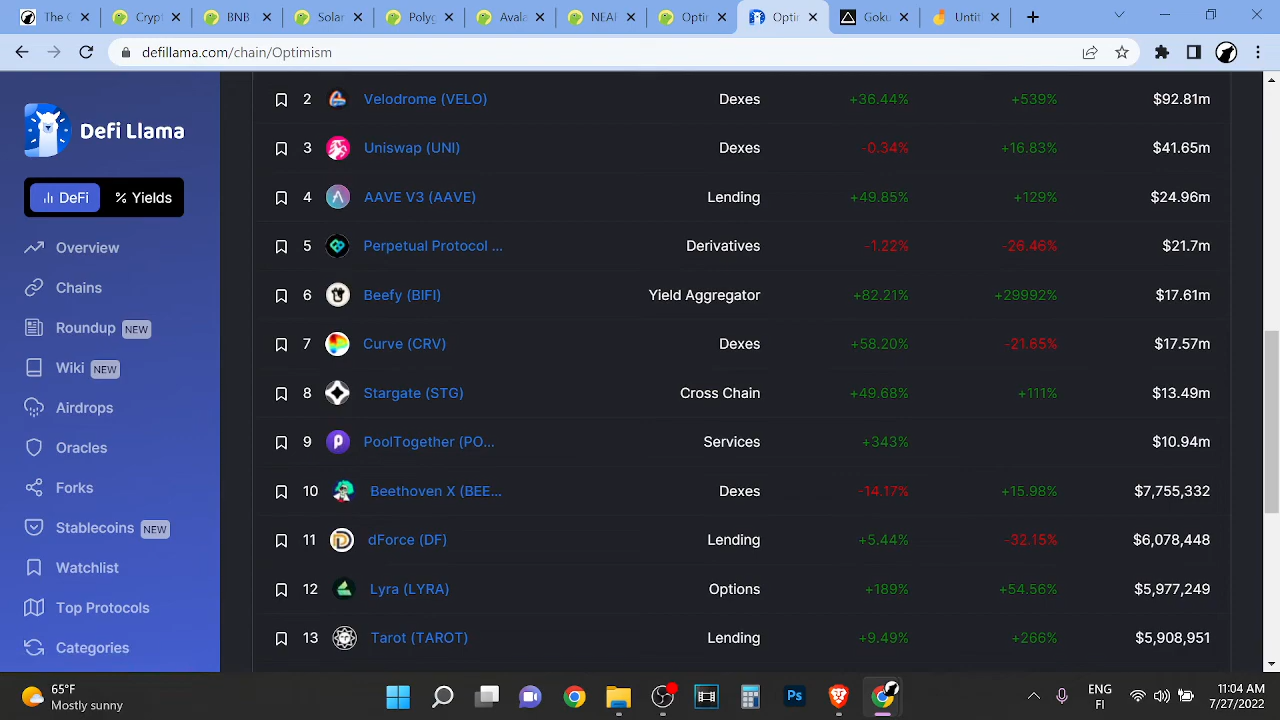 The C
Crypt
BNB
Solar
Polyg
Avala
NEAF
Opti
Optin
Goku
Untitl
defillama.com/chain/Optimism
Defi Llama
DeFi
% Yields
Overview
Chains
Roundup NEW
Wiki NEW
Airdrops
Oracles
Forks
Stablecoins NEW
Watchlist
Top Protocols
Categories
2 Velodrome (VELO) Dexes +36.44% +539% $92.81m
3 Uniswap (UNI) Dexes -0.34% +16.83% $41.65m
4 AAVE V3 (AAVE) Lending +49.85% +129% $24.96m
5 Perpetual Protocol ... Derivatives -1.22% -26.46% $21.7m
6 Beefy (BIFI) Yield Aggregator +82.21% +29992% $17.61m
7 Curve (CRV) Dexes +58.20% -21.65% $17.57m
8 Stargate (STG) Cross Chain +49.68% +111% $13.49m
9 PoolTogether (PO... Services +343% $10.94m
10 Beethoven X (BEE... Dexes -14.17% +15.98% $7,755,332
11 dForce (DF) Lending +5.44% -32.15% $6,078,448
12 Lyra (LYRA) Options +189% +54.56% $5,977,249
13 Tarot (TAROT) Lending +9.49% +266% $5,908,951
65°F
Mostly sunny
Ps
ENG
FI
11:04 AM
7/27/2022